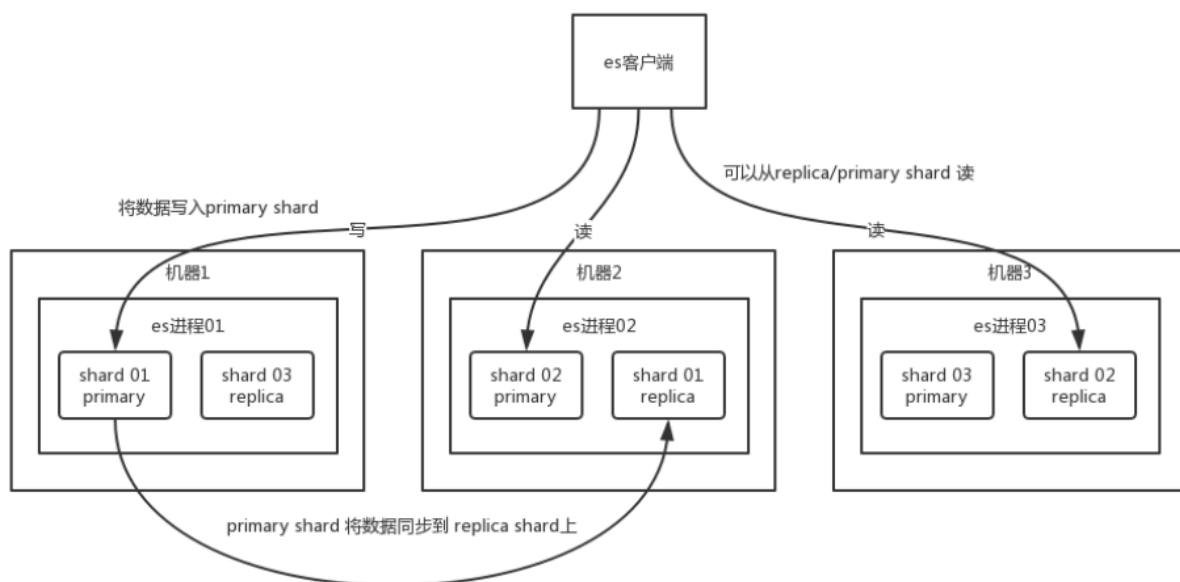 es客户端
可以从replica/primary shard 读
将数据写入primary shard
写
读
读
机器1
机器2
机器3
es进程01
es进程02
es进程03
shard 01
primary
shard 03
replica
shard 02
primary
shard 01
replica
shard 03
primary
shard 02
replica
primary shard 将数据同步到 replica shard上